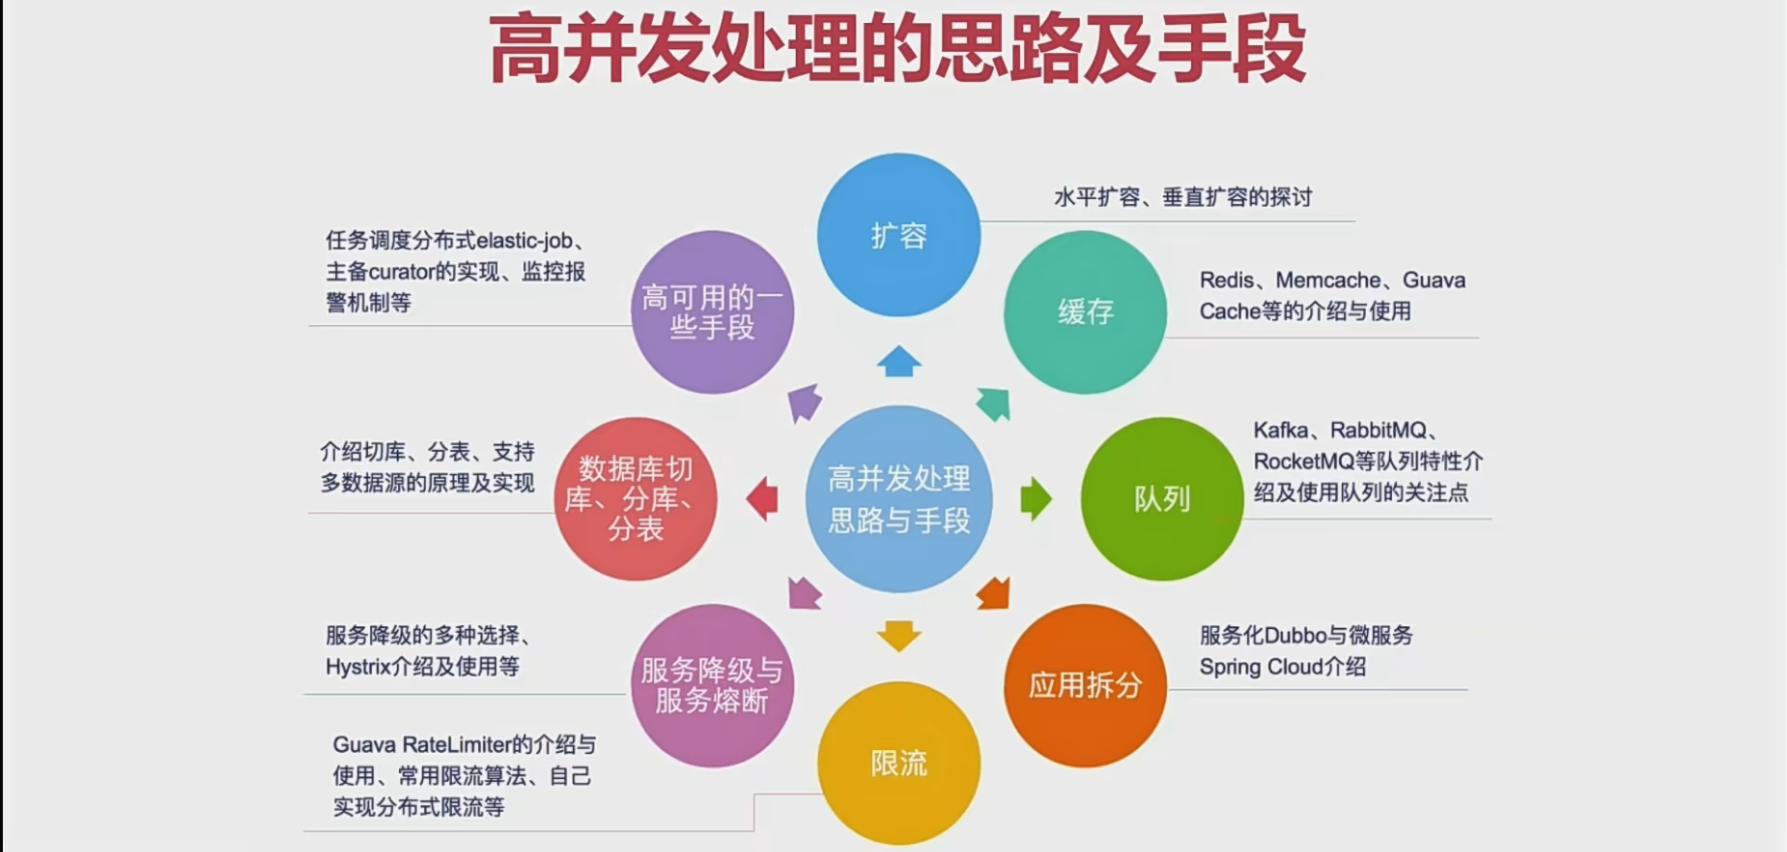 高并发处理的思路及手段
扩容
水平扩容、垂直扩容的探讨
缓存
Redis、Memcache、Guava
Cache等的介绍与使用
队列
Kafka、RabbitMQ、
RocketMQ等队列特性介
绍及使用队列的关注点
应用拆分
服务化Dubbo与微服务
Spring Cloud介绍
限流
Guava RateLimiter的介绍与
使用、常用限流算法、自己
实现分布式限流等
服务降级与
服务熔断
服务降级的多种选择、
Hystrix介绍及使用等
数据库切
库、分库、
分表
介绍切库、分表、支持
多数据源的原理及实现
高可用的一
些手段
任务调度分布式elastic-job、
主备curator的实现、监控报
警机制等
高并发处理
思路与手段